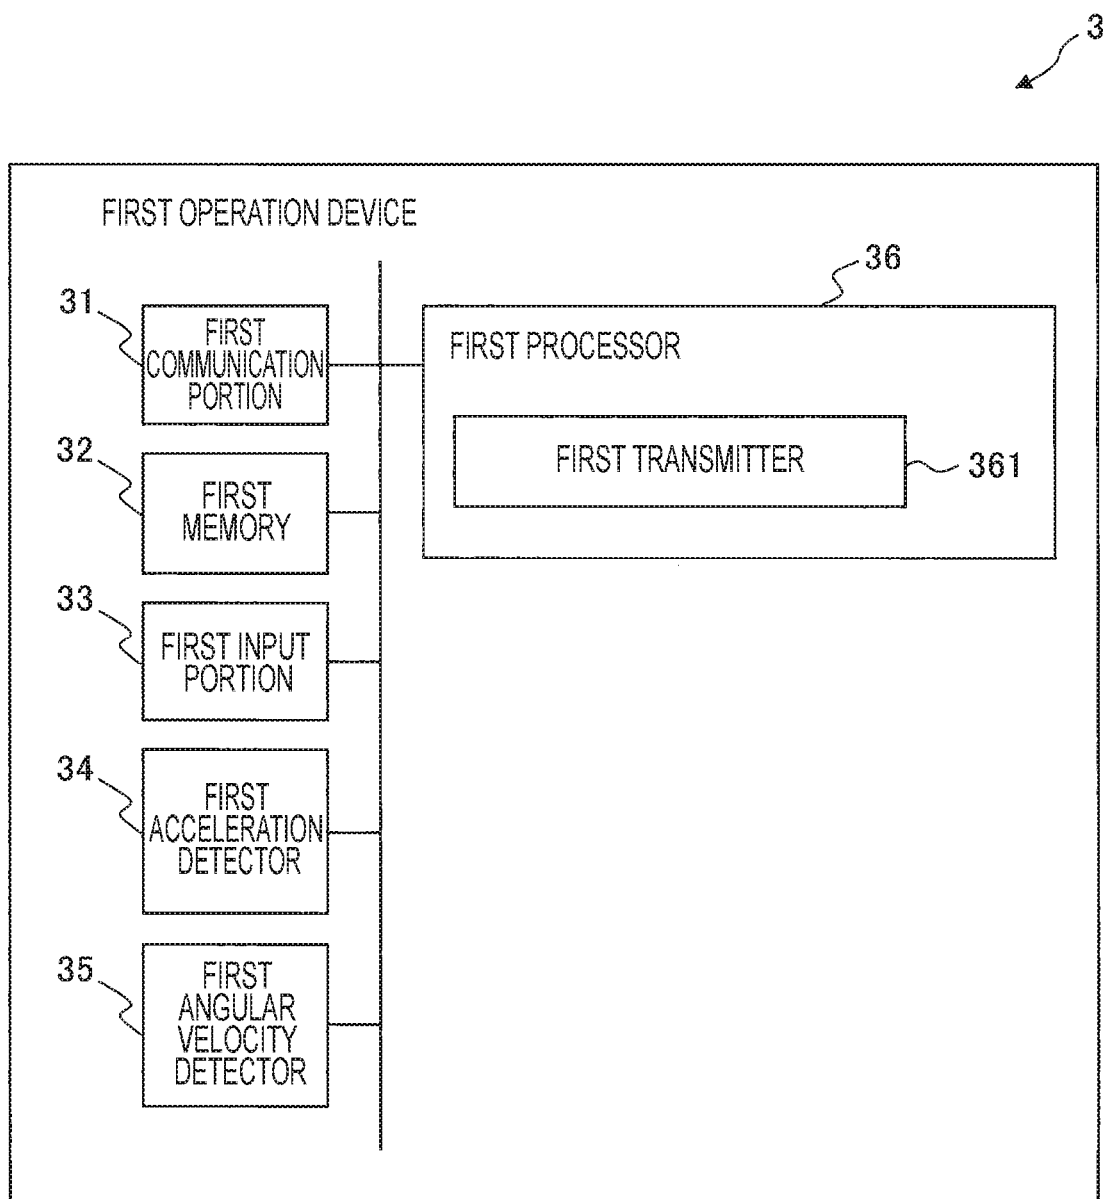 3
FIRST OPERATION DEVICE
36
31
FIRST
COMMUNICATION
PORTION
FIRST PROCESSOR
FIRST TRANSMITTER
361
32
FIRST
MEMORY
33
FIRST INPUT
PORTION
34
FIRST
ACCELERATION
DETECTOR
35
FIRST
ANGULAR
VELOCITY
DETECTOR